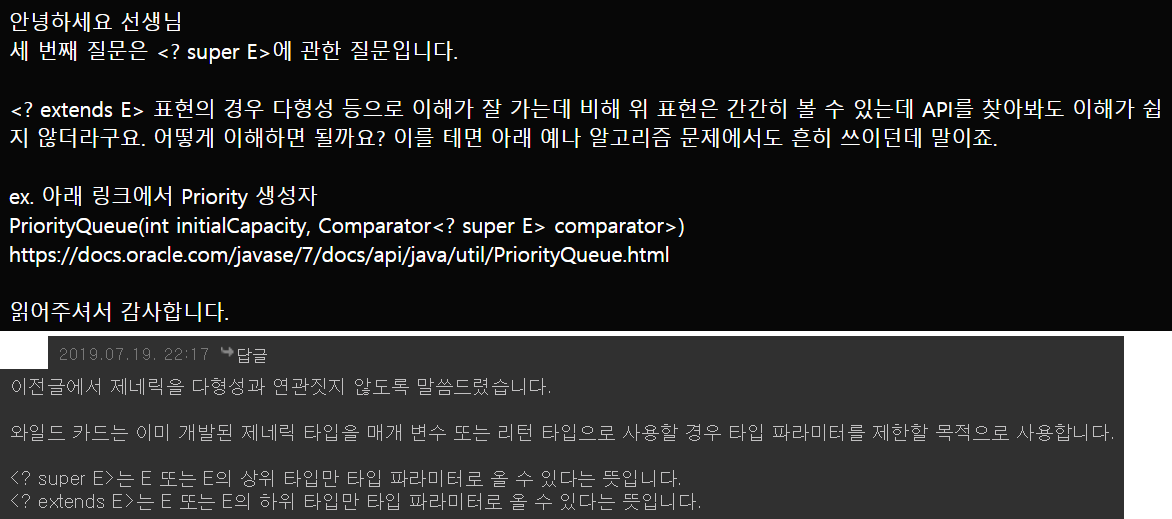 안녕하세요 선생님
세 번째 질문은 <? super E>에 관한 질문입니다.
<? extends E> 표현의 경우 다형성 등으로 이해가 잘 가는데 비해 위 표현은 간간히 볼 수 있는데 API를 찾아봐도 이해가 쉽
지 않더라구요. 어떻게 이해하면 될까요? 이를 테면 아래 예나 알고리즘 문제에서도 흔히 쓰이던데 말이죠.
ex. 아래 링크에서 Priority 생성자
PriorityQueue(int initialCapacity, Comparator<? super E> comparator>)
https://docs.oracle.com/javase/7/docs/api/java/util/PriorityQueue.html
읽어주셔서 감사합니다.
2019.07.19. 22:17 답글
이전글에서 제네릭을 다형성과 연관짓지 않도록 말씀드렸습니다.
와일드 카드는 이미 개발된 제네릭 타입을 매개 변수 또는 리턴 타입으로 사용할 경우 타입 파라미터를 제한할 목적으로 사용합니다.
<? super E>는 E 또는 E의 상위 타입만 타입 파라미터로 올 수 있다는 뜻입니다.
<? extends E>는 E 또는 E의 하위 타입만 타입 파라미터로 올 수 있다는 뜻입니다.